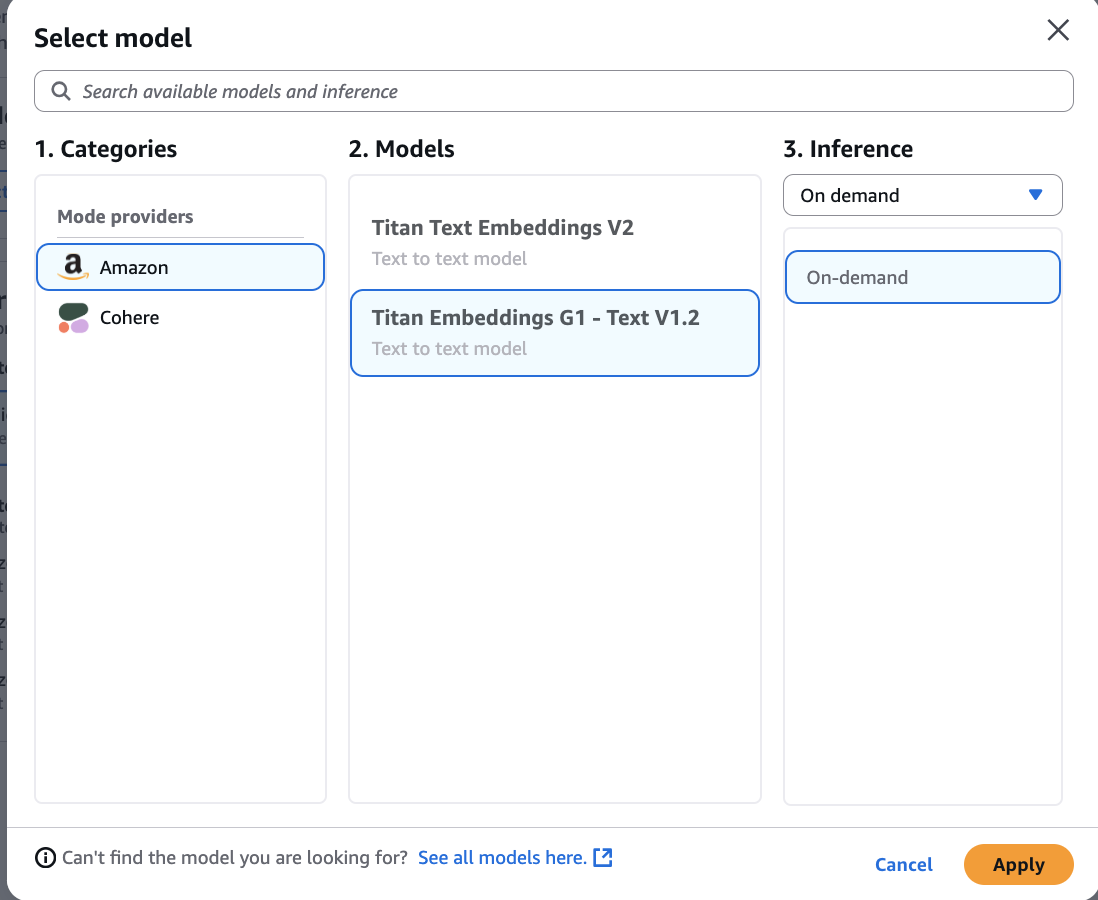 Select model
Search available models and inference
1. Categories
2. Models
3. Inference
Mode providers
Amazon
Cohere
Titan Text Embeddings V2
Text to text model
Titan Embeddings G1 - Text V1.2
Text to text model
On demand
On-demand
Can't find the model you are looking for? See all models here.
Cancel
Apply